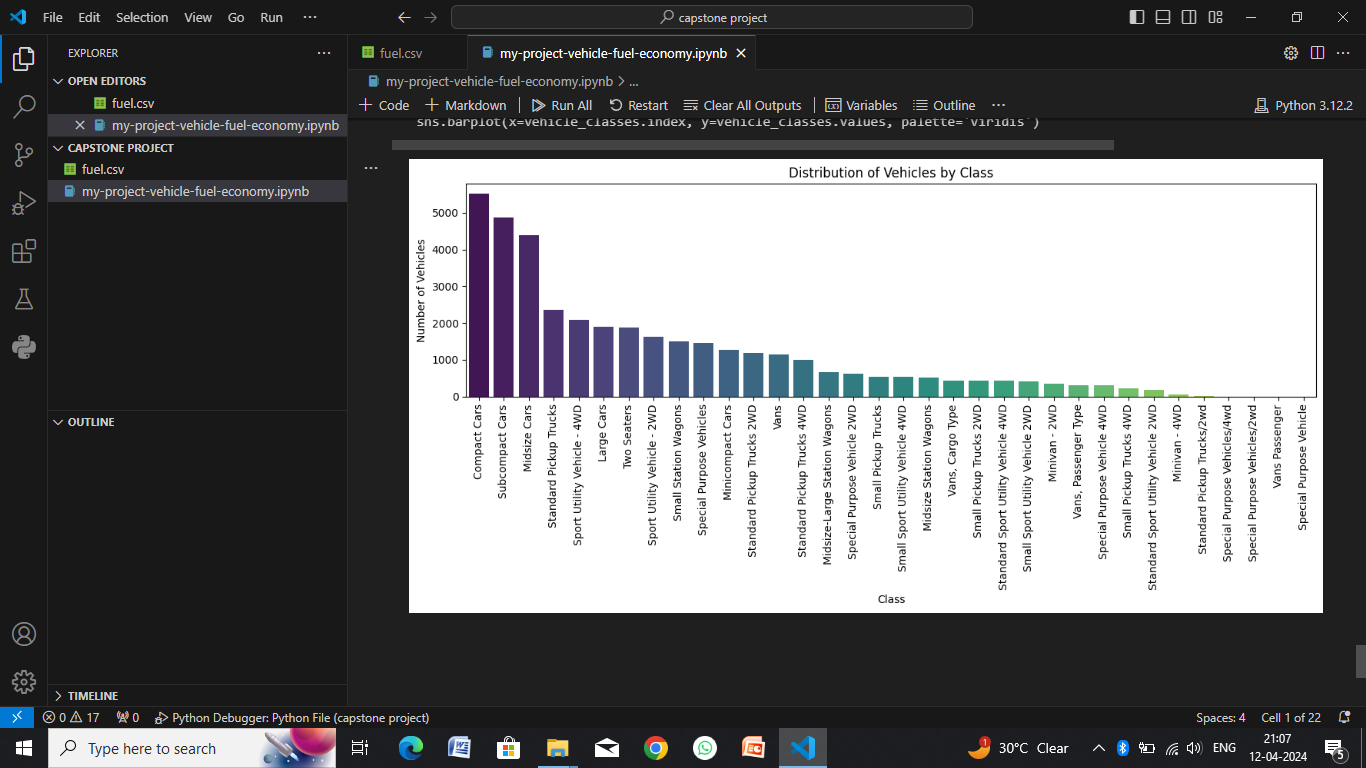 File Edit Selection View Go Run ...
capstone project
EXPLORER
OPEN EDITORS
fuel.csv
my-project-vehicle-fuel-economy.ipynb
CAPSTONE PROJECT
fuel.csv
my-project-vehicle-fuel-economy.ipynb
OUTLINE
TIMELINE
fuel.csv
my-project-vehicle-fuel-economy.ipynb
my-project-vehicle-fuel-economy.ipynb > ...
Code Markdown Run All Restart Clear All Outputs Variables Outline ... Python 3.12.2
sns.barplot(x=vehicle_classes.index, y=vehicle_classes.values, palette='viridis')
Distribution of Vehicles by Class
Number of Vehicles
5000
4000
3000
2000
1000
0
Compact Cars
Subcompact Cars
Midsize Cars
Standard Pickup Trucks
Sport Utility Vehicle - 4WD
Large Cars
Two Seaters
Sport Utility Vehicle - 2WD
Small Station Wagons
Special Purpose Vehicles
Minicompact Cars
Standard Pickup Trucks 2WD
Vans
Standard Pickup Trucks 4WD
Midsize-Large Station Wagons
Special Purpose Vehicle 2WD
Small Pickup Trucks
Small Sport Utility Vehicle 4WD
Midsize Station Wagons
Vans, Cargo Type
Small Pickup Trucks 2WD
Standard Sport Utility Vehicle 4WD
Small Sport Utility Vehicle 2WD
Minivan - 2WD
Vans, Passenger Type
Special Purpose Vehicle 4WD
Small Pickup Trucks 4WD
Standard Sport Utility Vehicle 2WD
Minivan - 4WD
Standard Pickup Trucks/2wd
Special Purpose Vehicles/4wd
Special Purpose Vehicles/2wd
Vans Passenger
Special Purpose Vehicle
Class
0 17 0 Python Debugger: Python File (capstone project) Spaces: 4 Cell 1 of 22
Type here to search
1 30°C Clear ENG
21:07
12-04-2024
5